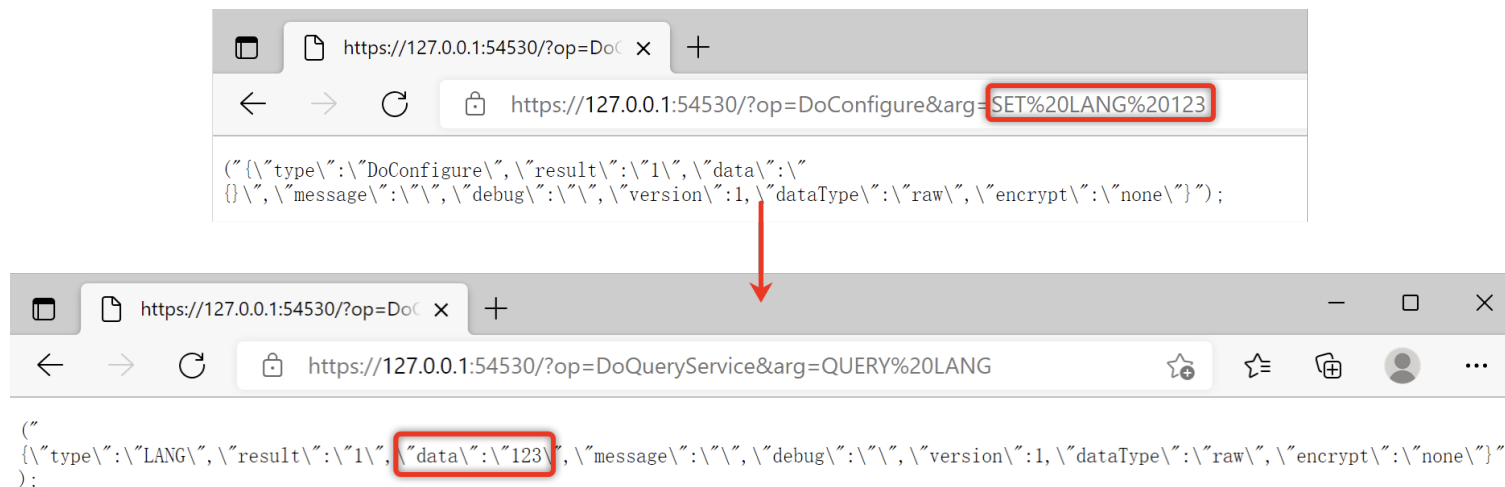 https://127.0.0.1:54530/?op=DoC
https://127.0.0.1:54530/?op=DoConfigure&arg=SET%20LANG%20123
("{\"type\":\"DoConfigure\",\"result\":\"1\",\"data\":\"
{}\",\"message\":\"\",\"debug\":\"\",\"version\":1,\"dataType\":\"raw\",\"encrypt\":\"none\"}");
https://127.0.0.1:54530/?op=DoC
https://127.0.0.1:54530/?op=DoQueryService&arg=QUERY%20LANG
("
{\"type\":\"LANG\",\"result\":\"1\",\"data\":\"123\",\"message\":\"\",\"debug\":\"\",\"version\":1,\"dataType\":\"raw\",\"encrypt\":\"none\"}"
);